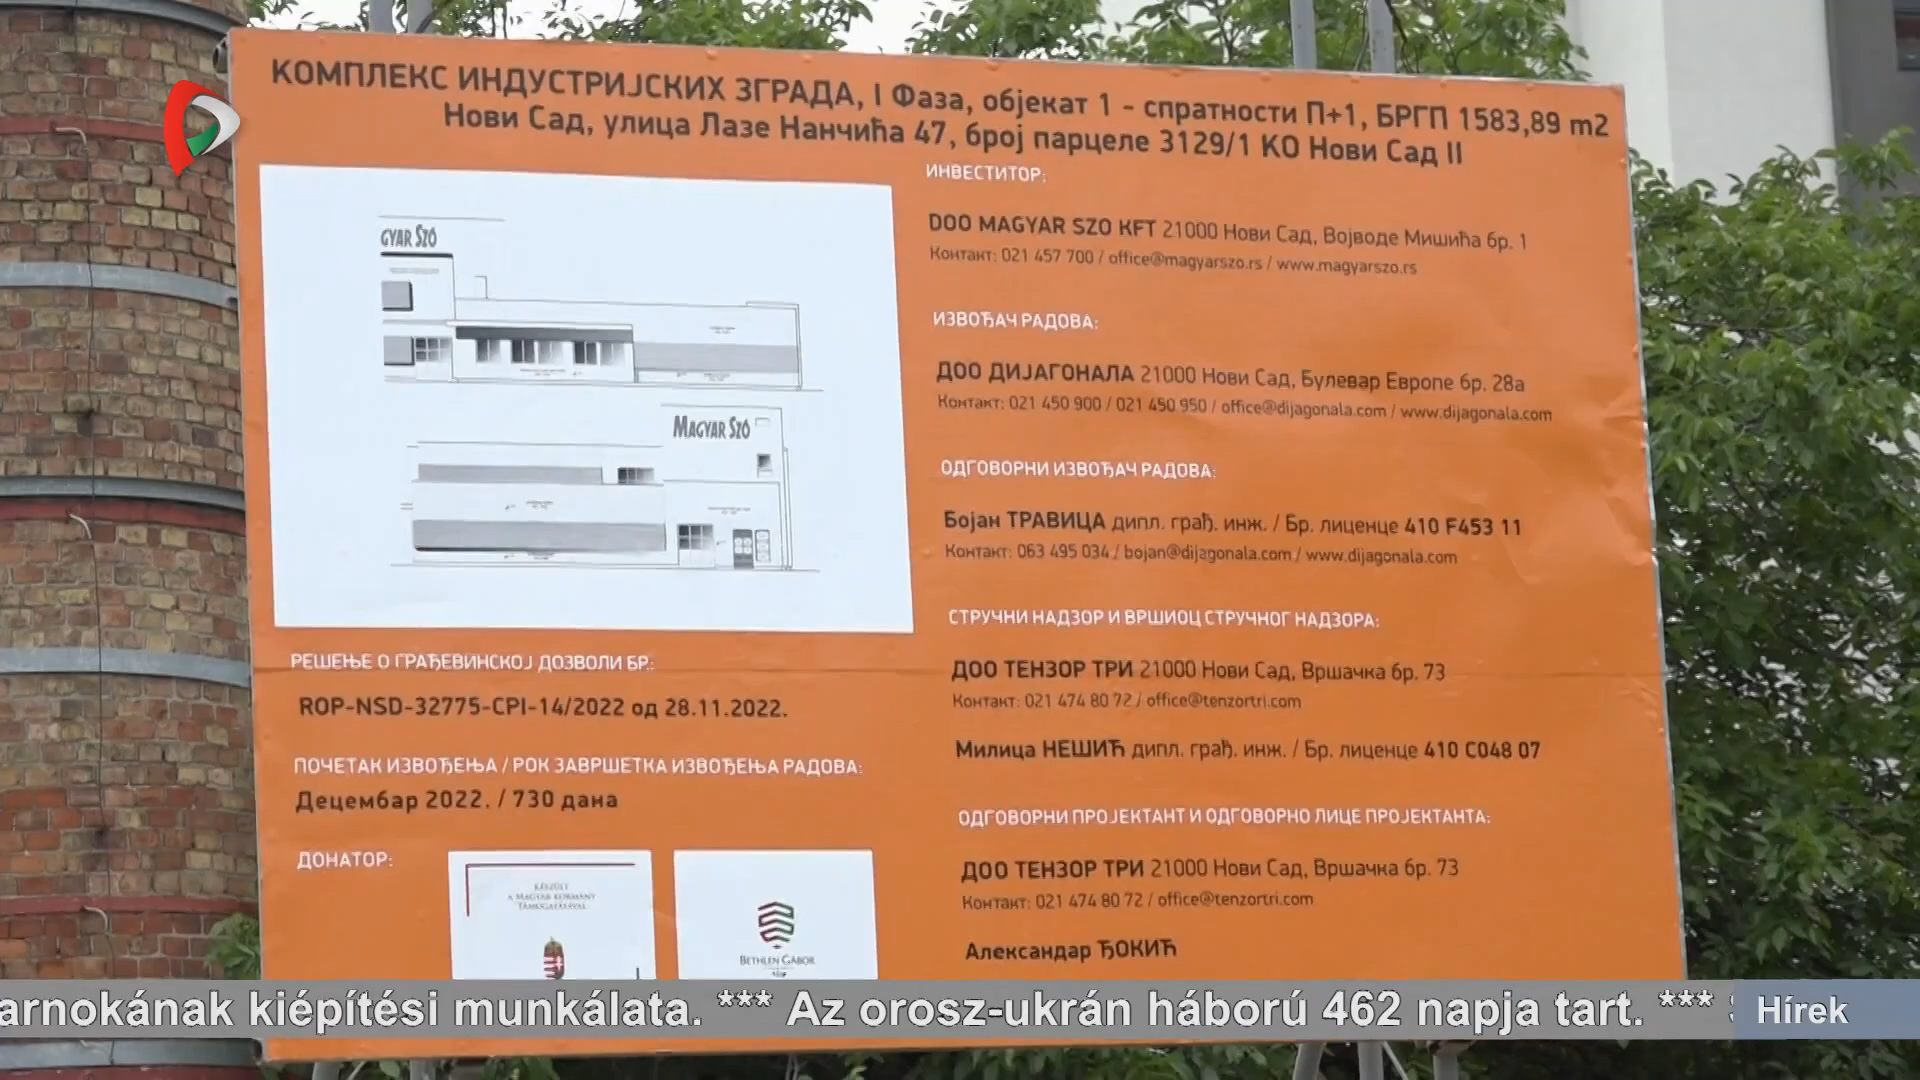 КОМПЛЕКС ИНДУСТРИЈСКИХ ЗГРАДА, I Фаза, објекат 1 - спратности П+1, БРГП 1583,89 m2
Нови Сад, улица Лазе Нанчића 47, број парцеле 3129/1 КО Нови Сад II
GYAR SZÓ
MAGYAR SZÓ
РЕШЕЊЕ О ГРАЂЕВИНСКОЈ ДОЗВОЛИ БР.:
ROP-NSD-32775-CPI-14/2022 од 28.11.2022.
ПОЧЕТАК ИЗВОЂЕЊА / РОК ЗАВРШЕТКА ИЗВОЂЕЊА РАДОВА:
Децембар 2022. / 730 дана
ДОНАТОР:
KÉSZÜLT
A MAGYAR KORMÁNY
TÁMOGATÁSÁVAL
BETHLEN GÁBOR
ИНВЕСТИТОР:
DOO MAGYAR SZO KFT 21000 Нови Сад, Војводе Мишића бр. 1
Контакт: 021 457 700 / office@magyarszo.rs / www.magyarszo.rs
ИЗВОЂАЧ РАДОВА:
ДОО ДИЈАГОНАЛА 21000 Нови Сад, Булевар Европе бр. 28а
Контакт: 021 450 900 / 021 450 950 / office@dijagonala.com / www.dijagonala.com
ОДГОВОРНИ ИЗВОЂАЧ РАДОВА:
Бојан ТРАВИЦА дипл. грађ. инж. / Бр. лиценце 410 F453 11
Контакт: 063 495 034 / bojan@dijagonala.com / www.dijagonala.com
СТРУЧНИ НАДЗОР И ВРШИОЦ СТРУЧНОГ НАДЗОРА:
ДОО ТЕНЗОР ТРИ 21000 Нови Сад, Вршачка бр. 73
Контакт: 021 474 80 72 / office@tenzortri.com
Милица НЕШИЋ дипл. грађ. инж. / Бр. лиценце 410 C048 07
ОДГОВОРНИ ПРОЈЕКТАНТ И ОДГОВОРНО ЛИЦЕ ПРОЈЕКТАНТА:
ДОО ТЕНЗОР ТРИ 21000 Нови Сад, Вршачка бр. 73
Контакт: 021 474 80 72 / office@tenzortri.com
Александар ЂОКИЋ
arnokának kiépítési munkálata. *** Az orosz-ukrán háború 462 napja tart. ***
Hírek